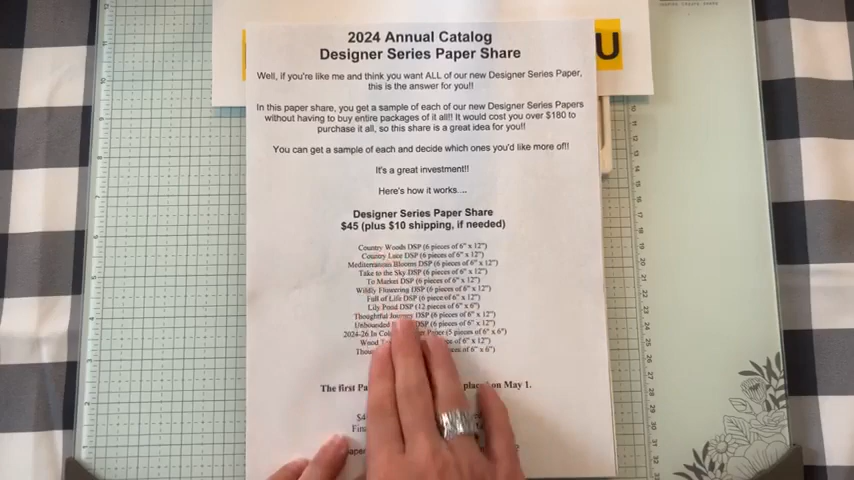 2024 Annual Catalog
Designer Series Paper Share
U
Well, if you're like me and think you want ALL of our new Designer Series Paper,
this is the answer for you!!
In this paper share, you get a sample of each of our new Designer Series Papers
without having to buy entire packages of it all!! It would cost you over $180 to
purchase it all, so this share is a great idea for you!!
You can get a sample of each and decide which ones you'd like more of!!
It's a great investment!!
Here's how it works....
Designer Series Paper Share
$45 (plus $10 shipping, if needed)
Country Woods DSP (6 pieces of 6" x 12")
Country Lace DSP (6 pieces of 6" x 12")
Mediterranean Blooms DSP (6 pieces of 6" x 12")
Take to the Sky DSP (6 pieces of 6" x 12")
To Market DSP (6 pieces of 6" x 12")
Wildly Flowering DSP (6 pieces of 6" x 12")
Full of Life DSP (6 piece of 6" x 12")
Lily Pond DSP (12 pieces of 6" x 6")
Thoughtful Journey DSP (6 pieces of 6" x 12")
Unbounded DSP (6 pieces of 6" x 12")
2024-26 In Col Paper (5 pieces of 6" x 6")
Wood of 6" x 12")
of 6" x 6")
The first Pa place on May 1.